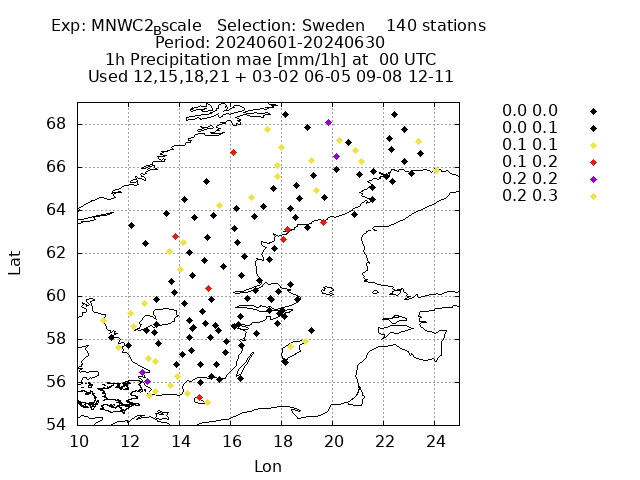 Exp: MNWC2Bscale Selection: Sweden 140 stations
Period: 20240601-20240630
1h Precipitation mae [mm/1h] at 00 UTC
Used 12,15,18,21 + 03-02 06-05 09-08 12-11
0.0 0.0
0.0 0.1
0.1 0.1
0.1 0.2
0.2 0.2
0.2 0.3
68
66
64
62
60
58
56
54
Lat
10 12 14 16 18 20 22 24
Lon